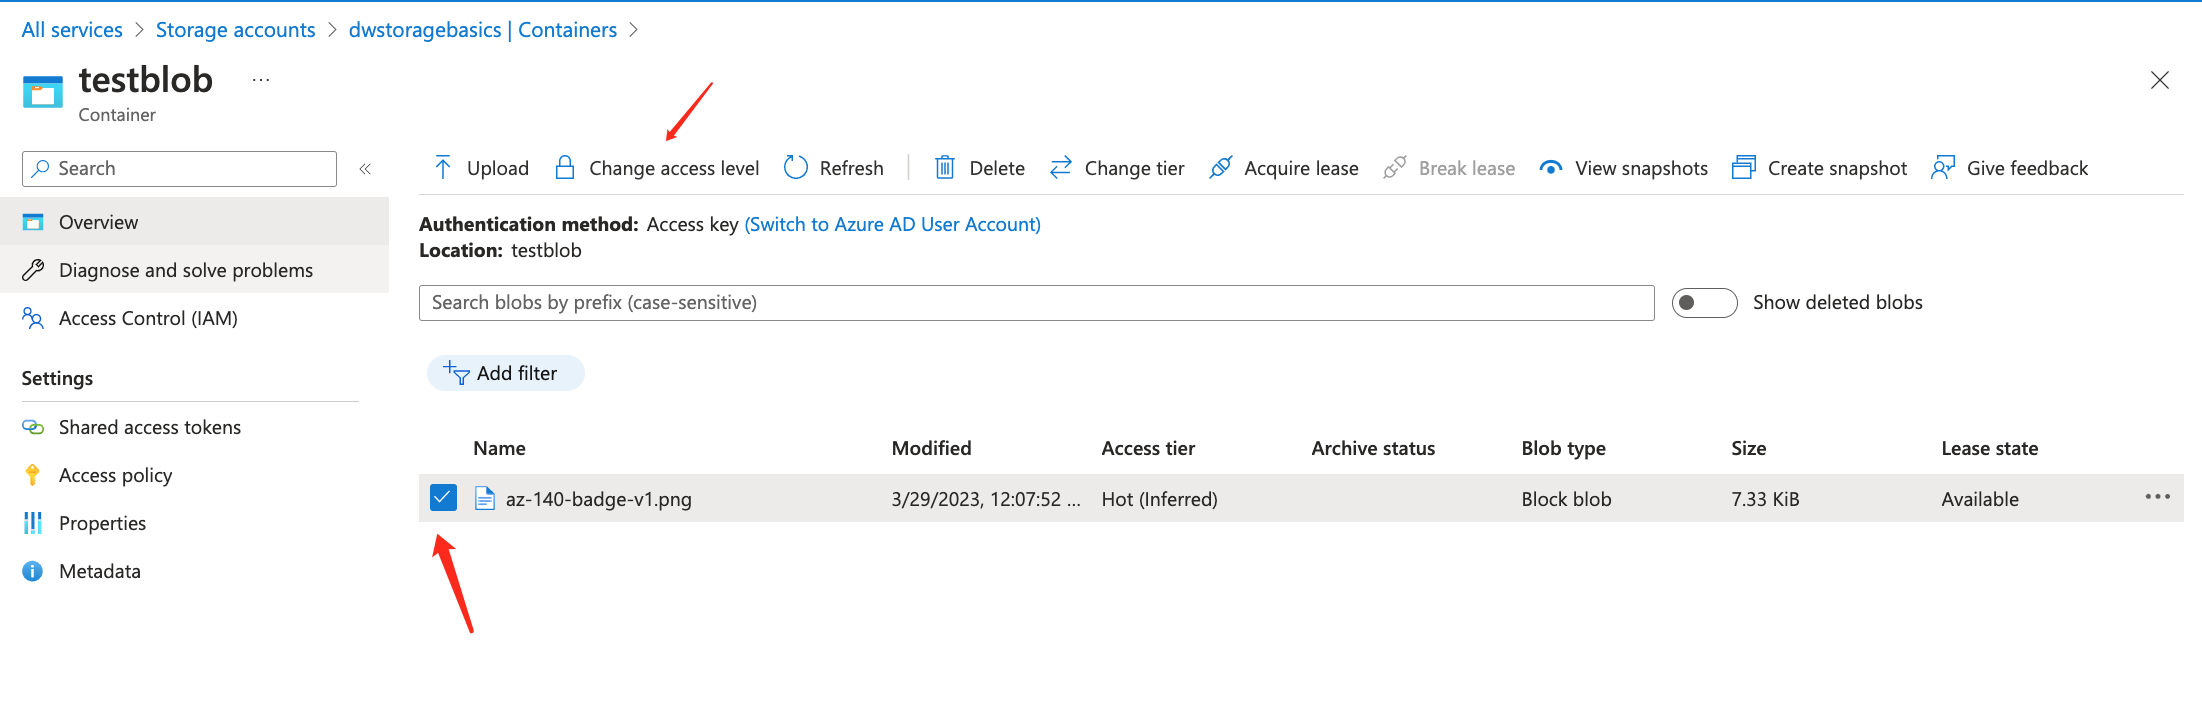 All services > Storage accounts > dwstoragebasics | Containers >
testblob ...
Container
Search «
Upload Change access level Refresh Delete Change tier Acquire lease Break lease View snapshots Create snapshot Give feedback
Overview
Diagnose and solve problems
Access Control (IAM)
Settings
Shared access tokens
Access policy
Properties
Metadata
Authentication method: Access key (Switch to Azure AD User Account)
Location: testblob
Search blobs by prefix (case-sensitive) Show deleted blobs
Add filter
Name Modified Access tier Archive status Blob type Size Lease state
az-140-badge-v1.png 3/29/2023, 12:07:52 ... Hot (Inferred) Block blob 7.33 KiB Available ...